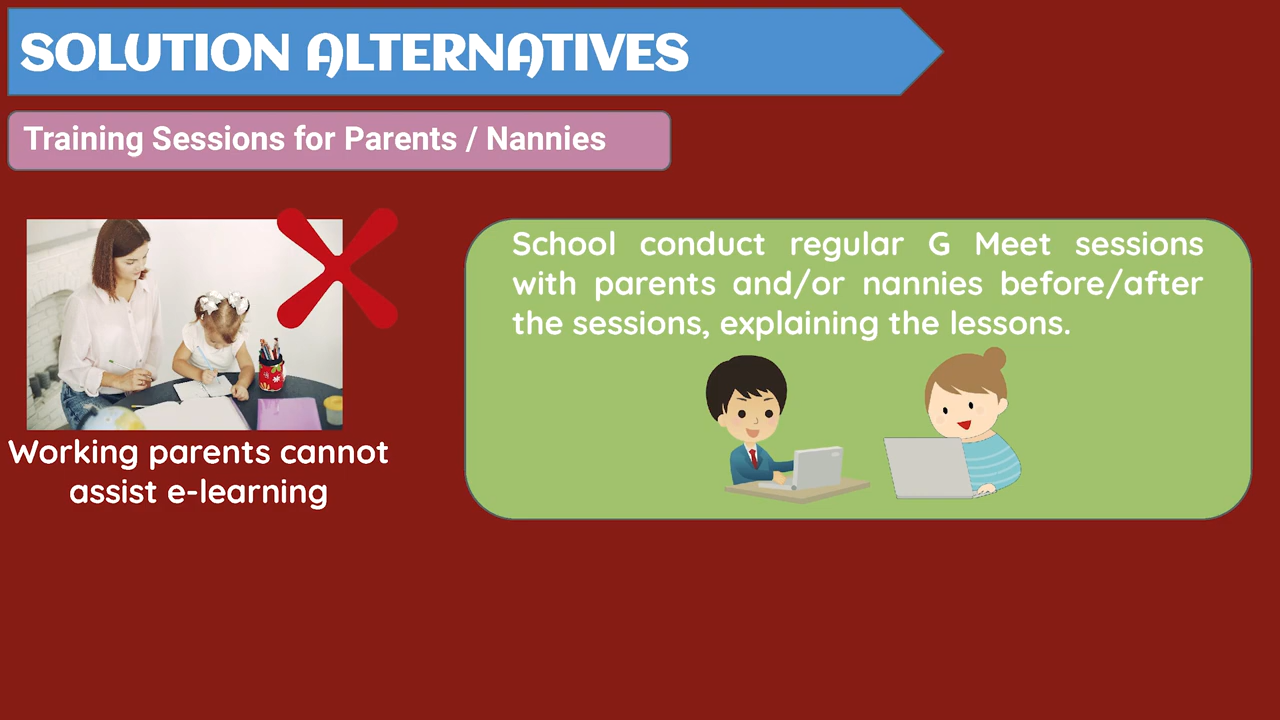 SOLUTION ALTERNATIVES
Training Sessions for Parents / Nannies
Working parents cannot
assist e-learning
School conduct regular G Meet sessions
with parents and/or nannies before/after
the sessions, explaining the lessons.